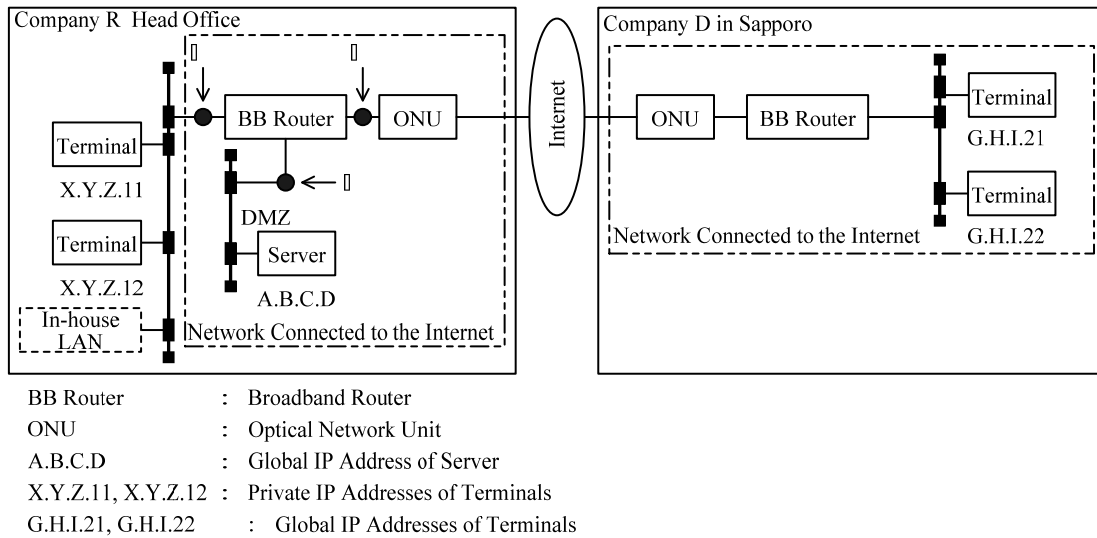 Company R Head Office
BB Router
ONU
Terminal
X.Y.Z.11
DMZ
Terminal
Server
X.Y.Z.12
A.B.C.D
In-house
LAN
Network Connected to the Internet
Internet
Company D in Sapporo
ONU
BB Router
Terminal
G.H.I.21
Terminal
G.H.I.22
Network Connected to the Internet
BB Router : Broadband Router
ONU : Optical Network Unit
A.B.C.D : Global IP Address of Server
X.Y.Z.11, X.Y.Z.12 : Private IP Addresses of Terminals
G.H.I.21, G.H.I.22 : Global IP Addresses of Terminals